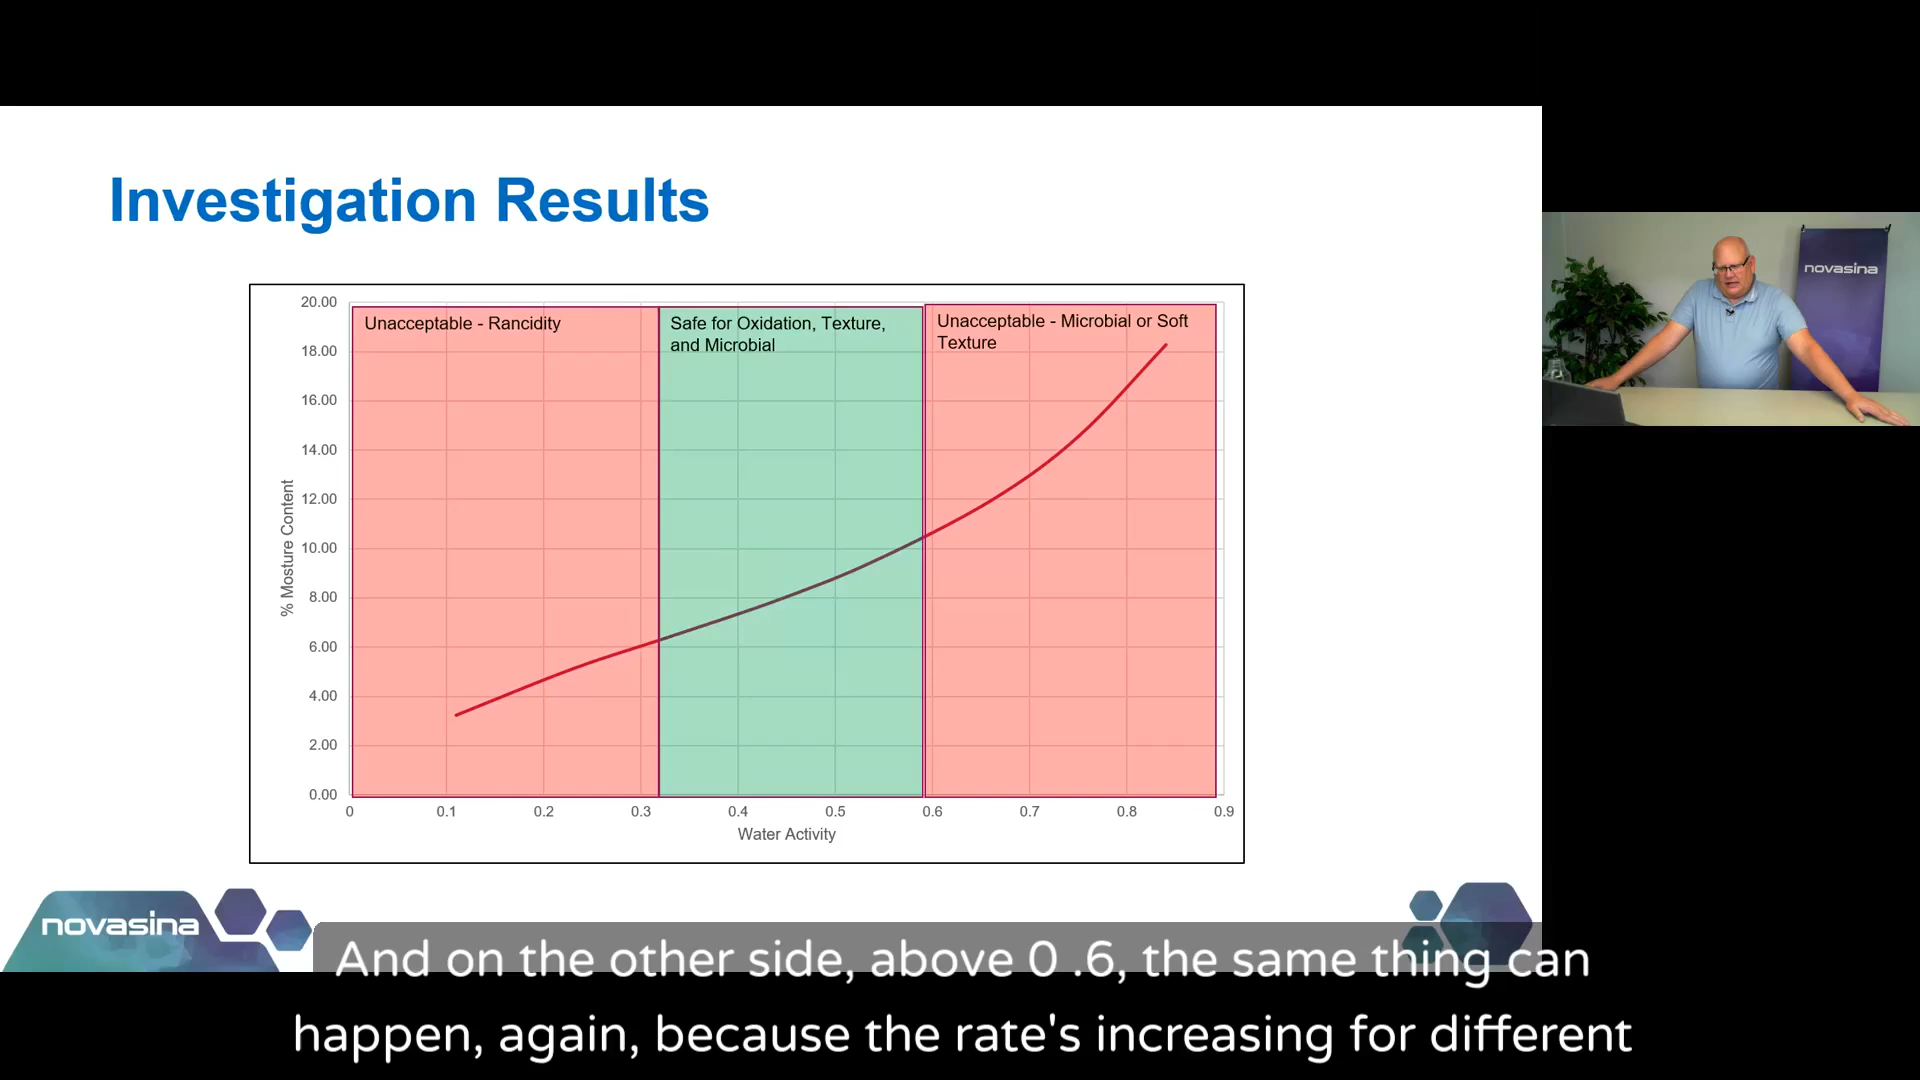 Investigation Results
novasina
20.00
18.00
16.00
14.00
12.00
10.00
8.00
6.00
4.00
2.00
0.00
% Mosture Content
Unacceptable - Rancidity
Safe for Oxidation, Texture,
and Microbial
Unacceptable - Microbial or Soft
Texture
0 0.1 0.2 0.3 0.4 0.5 0.6 0.7 0.8 0.9
Water Activity
novasina
And on the other side, above 0 .6, the same thing can
happen, again, because the rate's increasing for different